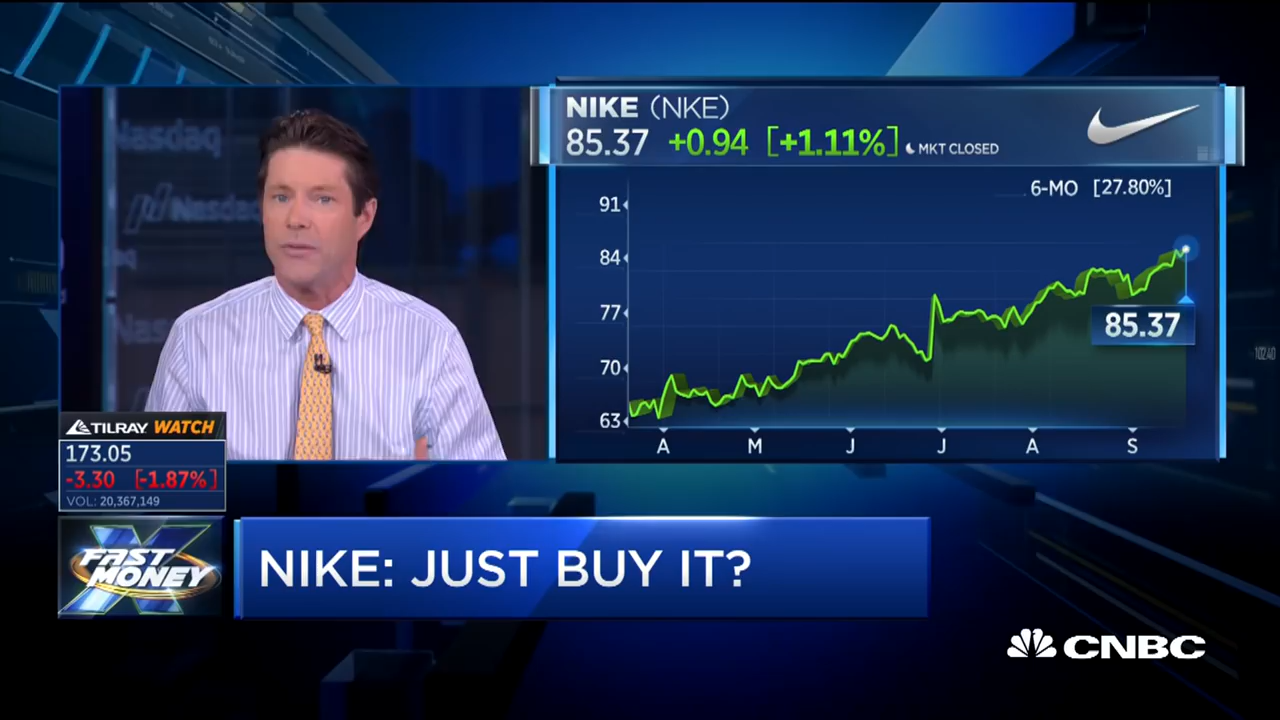 Nasdaq
Nasdaq
NIKE (NKE)
85.37 +0.94 [+1.11%] MKT CLOSED
6-MO [27.80%]
91
84
77
70
63
85.37
A M J J A S
TILRAY WATCH
173.05
-3.30 [-1.87%]
VOL: 20,367,149
FAST
MONEY
NIKE: JUST BUY IT?
CNBC